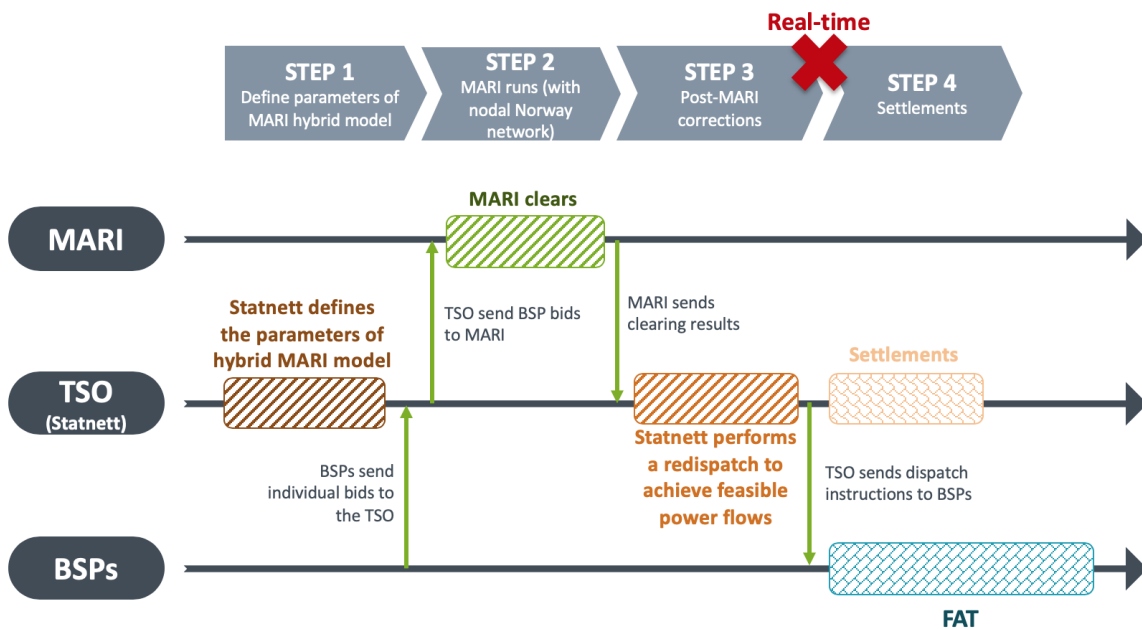 Real-time
STEP 1
Define parameters of
MARI hybrid model
STEP 2
MARI runs (with
nodal Norway
network)
STEP 3
Post-MARI
corrections
STEP 4
Settlements
MARI
MARI clears
TSO send BSP bids
to MARI
MARI sends
clearing results
Statnett defines
the parameters of
hybrid MARI model
TSO
(Statnett)
Settlements
BSPs send
individual bids to
the TSO
Statnett performs
a redispatch to
achieve feasible
power flows
TSO sends dispatch
instructions to BSPs
BSPs
FAT